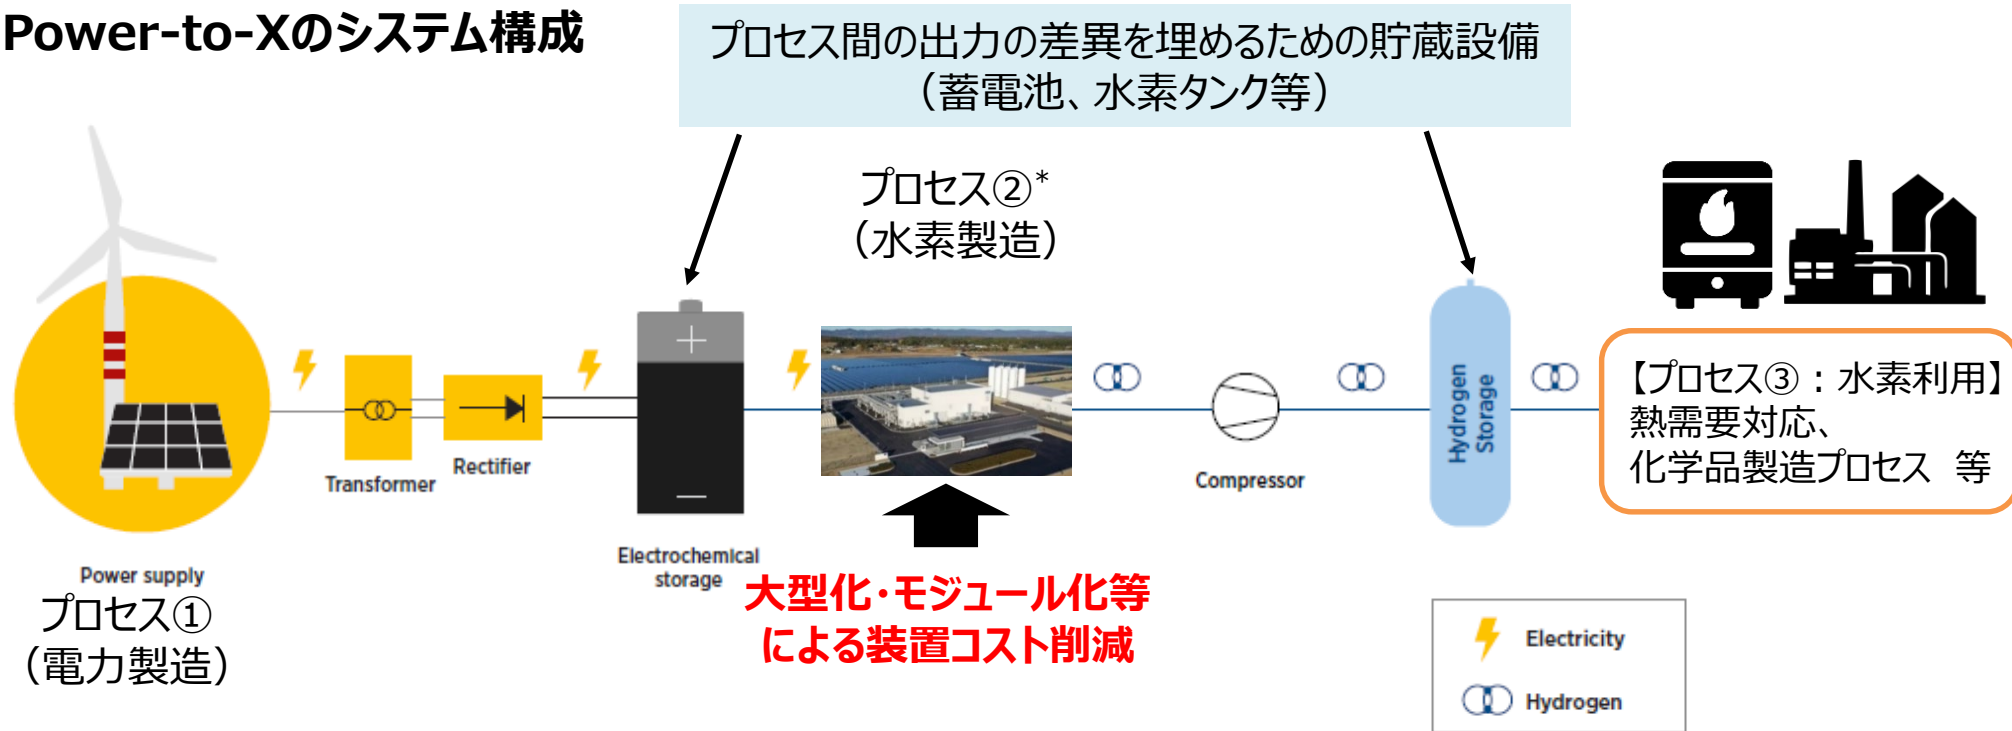 Power-to-Xのシステム構成
プロセス間の出力の差異を埋めるための貯蔵設備
（蓄電池、水素タンク等）
プロセス②*
（水素製造）
Transformer
Rectifier
Electrochemical
storage
Compressor
Hydrogen
Storage
【プロセス③：水素利用】
熱需要対応、
化学品製造プロセス 等
Power supply
プロセス①
（電力製造）
大型化・モジュール化等
による装置コスト削減
Electricity
Hydrogen